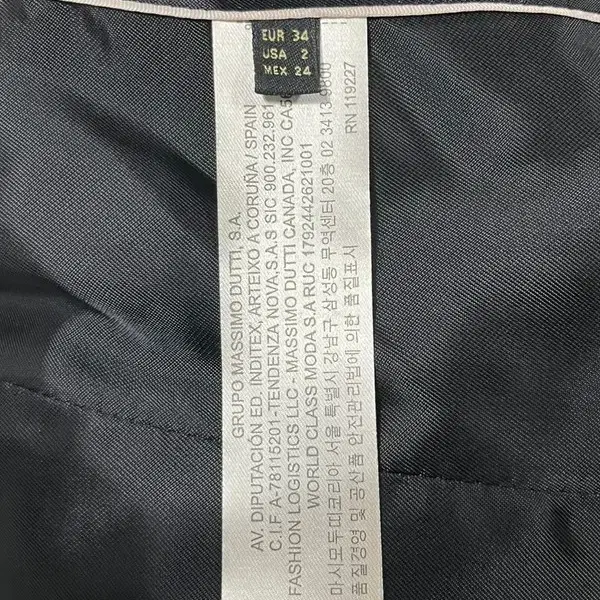 EUR 34
USA 2
MEX 24
GRUPO MASSIMO DUTTI, S.A.
AV. DIPUTACIÓN ED. INDITEX, ARTEIXO A CORUÑA / SPAIN
C.I.F A-78115201-TENDENZA NOVA,S.A.S SIC 900.232.961
FASHION LOGISTICS LLC - MASSIMO DUTTI CANADA, INC CA56
WORLD CLASS MODA S.A RUC 1792442621001
마시모두띠코리아 서울 특별시 강남구 삼성동 무역센터 20층 02 3413 9800
품질경영 및 공산품 안전관리법에 의한 품질표시
RN 119227